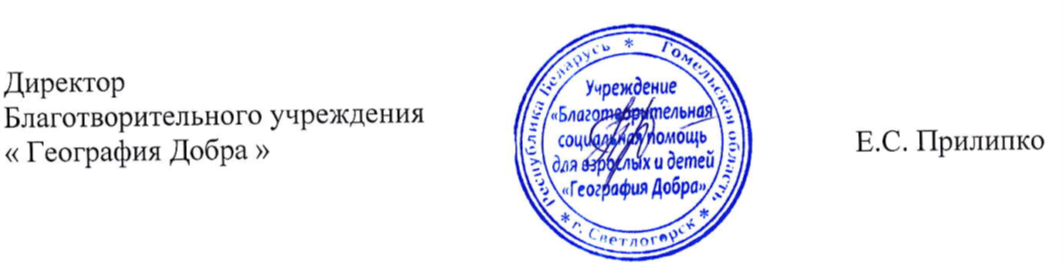 Директор
Благотворительного учреждения
« География Добра »
Республика Беларусь * Гомельская область *
* г. Светлогорск *
Учреждение
«Благотворительная
социальная помощь
для взрослых и детей
«География Добра»
Е.С. Прилипко